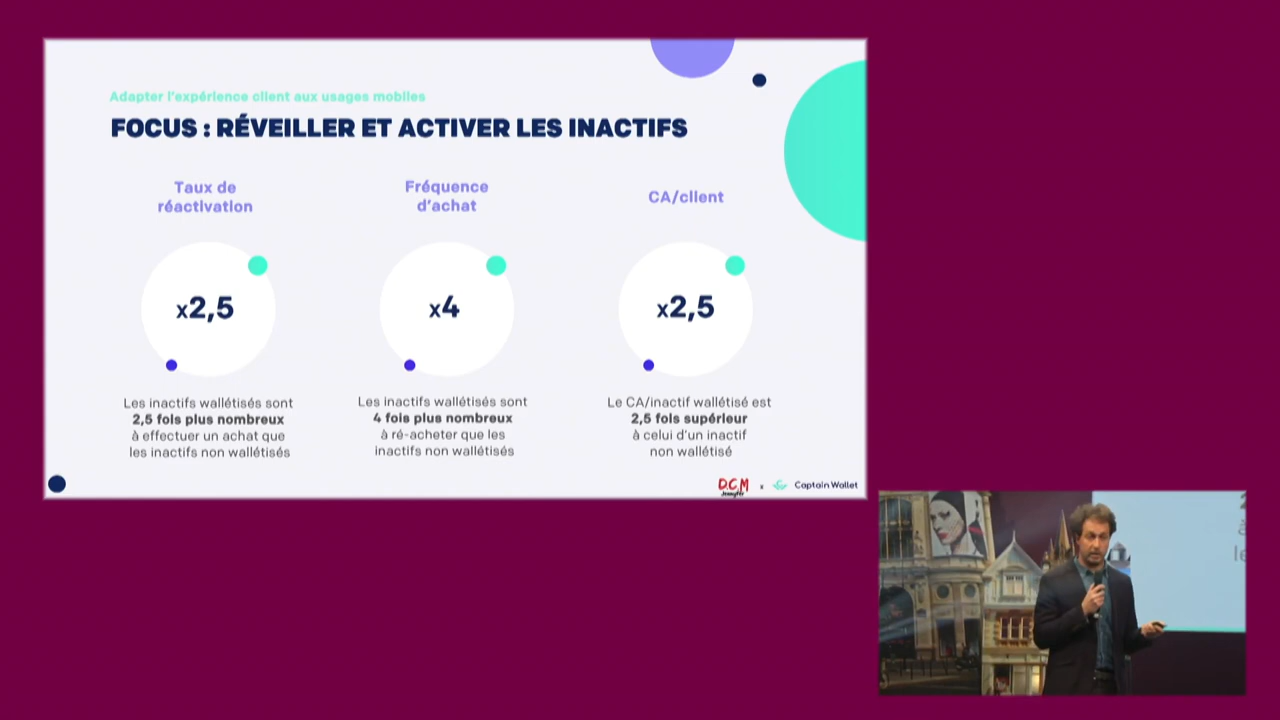 Adapter l'expérience client aux usages mobiles
FOCUS : RÉVEILLER ET ACTIVER LES INACTIFS
Taux de
réactivation
Fréquence
d'achat
CA/client
x2,5
x4
x2,5
Les inactifs wallétisés sont
2,5 fois plus nombreux
à effectuer un achat que
les inactifs non wallétisés
Les inactifs wallétisés sont
4 fois plus nombreux
à ré-acheter que les
inactifs non wallétisés
Le CA/inactif wallétisé est
2,5 fois supérieur
à celui d'un inactif
non wallétisé
D.C.M
Jennyfer
x
Captain Wallet